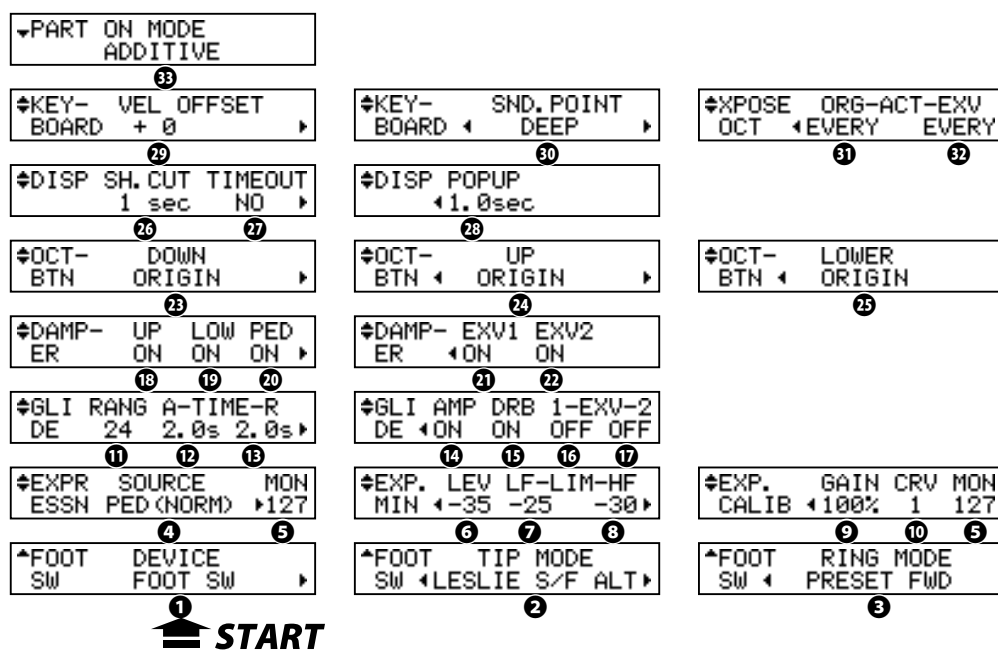 ▾PART ON MODE
ADDITIVE
33
♦KEY- VEL OFFSET
BOARD + 0 ▸
29
♦KEY- SND.POINT
BOARD ◂ DEEP ▸
30
♦XPOSE ORG-ACT-EXV
OCT ◂EVERY EVERY
31 32
♦DISP SH.CUT TIMEOUT
1 sec NO ▸
26 27
♦DISP POPUP
◂1.0sec
28
♦OCT- DOWN
BTN ORIGIN ▸
23
♦OCT- UP
BTN ◂ ORIGIN ▸
24
♦OCT- LOWER
BTN ◂ ORIGIN
25
♦DAMP- UP LOW PED
ER ON ON ON ▸
18 19 20
♦DAMP- EXV1 EXV2
ER ◂ON ON
21 22
♦GLI RANG A-TIME-R
DE 24 2.0s 2.0s▸
11 12 13
♦GLI AMP DRB 1-EXV-2
DE ◂ON ON OFF OFF
14 15 16 17
♦EXPR SOURCE MON
ESSN PED(NORM) ▸127
4 5
♦EXP. LEV LF-LIM-HF
MIN ◂-35 -25 -30▸
6 7 8
♦EXP. GAIN CRV MON
CALIB ◂100% 1 127
9 10 5
▴FOOT DEVICE
SW FOOT SW ▸
1
▴FOOT TIP MODE
SW ◂LESLIE S/F ALT▸
2
▴FOOT RING MODE
SW ◂ PRESET FWD
3
START